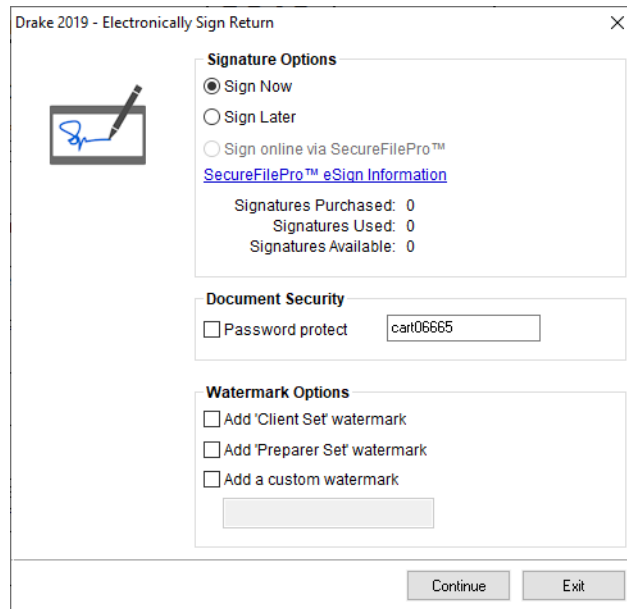 Drake 2019 - Electronically Sign Return
Signature Options
Sign Now
Sign Later
Sign online via SecureFilePro™
SecureFilePro™ eSign Information
Signatures Purchased: 0
Signatures Used: 0
Signatures Available: 0
Document Security
Password protect cart06665
Watermark Options
Add 'Client Set' watermark
Add 'Preparer Set' watermark
Add a custom watermark
Continue Exit